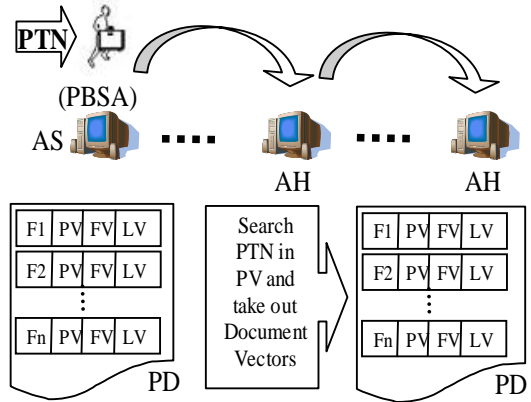 PTN
(PBSA)
AS
AH
AH
F1 PV FV LV
F2 PV FV LV
Fn PV FV LV
PD
Search
PTN in
PV and
take out
Document
Vectors
F1 PV FV LV
F2 PV FV LV
Fn PV FV LV
PD